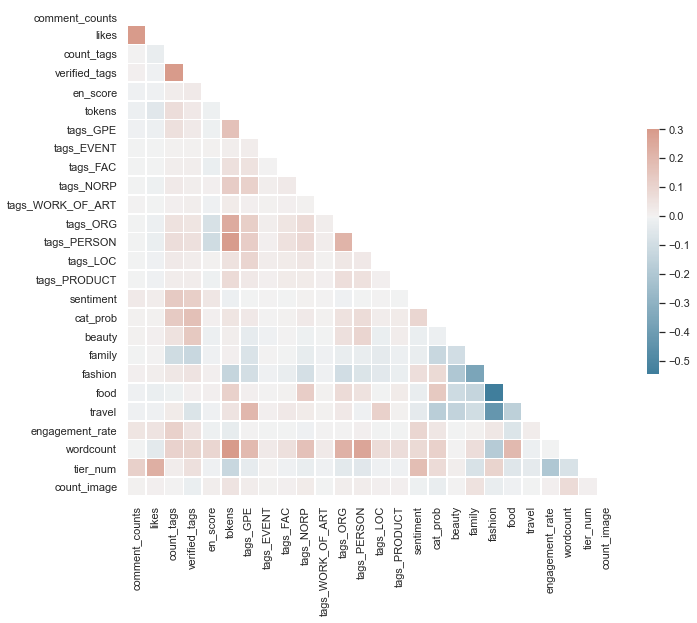 comment_counts
likes
count_tags
verified_tags
en_score
tokens
tags_GPE
tags_EVENT
tags_FAC
tags_NORP
tags_WORK_OF_ART
tags_ORG
tags_PERSON
tags_LOC
tags_PRODUCT
sentiment
cat_prob
beauty
family
fashion
food
travel
engagement_rate
wordcount
tier_num
count_image
comment_counts
likes
count_tags
verified_tags
en_score
tokens
tags_GPE
tags_EVENT
tags_FAC
tags_NORP
tags_WORK_OF_ART
tags_ORG
tags_PERSON
tags_LOC
tags_PRODUCT
sentiment
cat_prob
beauty
family
fashion
food
travel
engagement_rate
wordcount
tier_num
count_image
0.3
0.2
0.1
0.0
−0.1
−0.2
−0.3
−0.4
−0.5